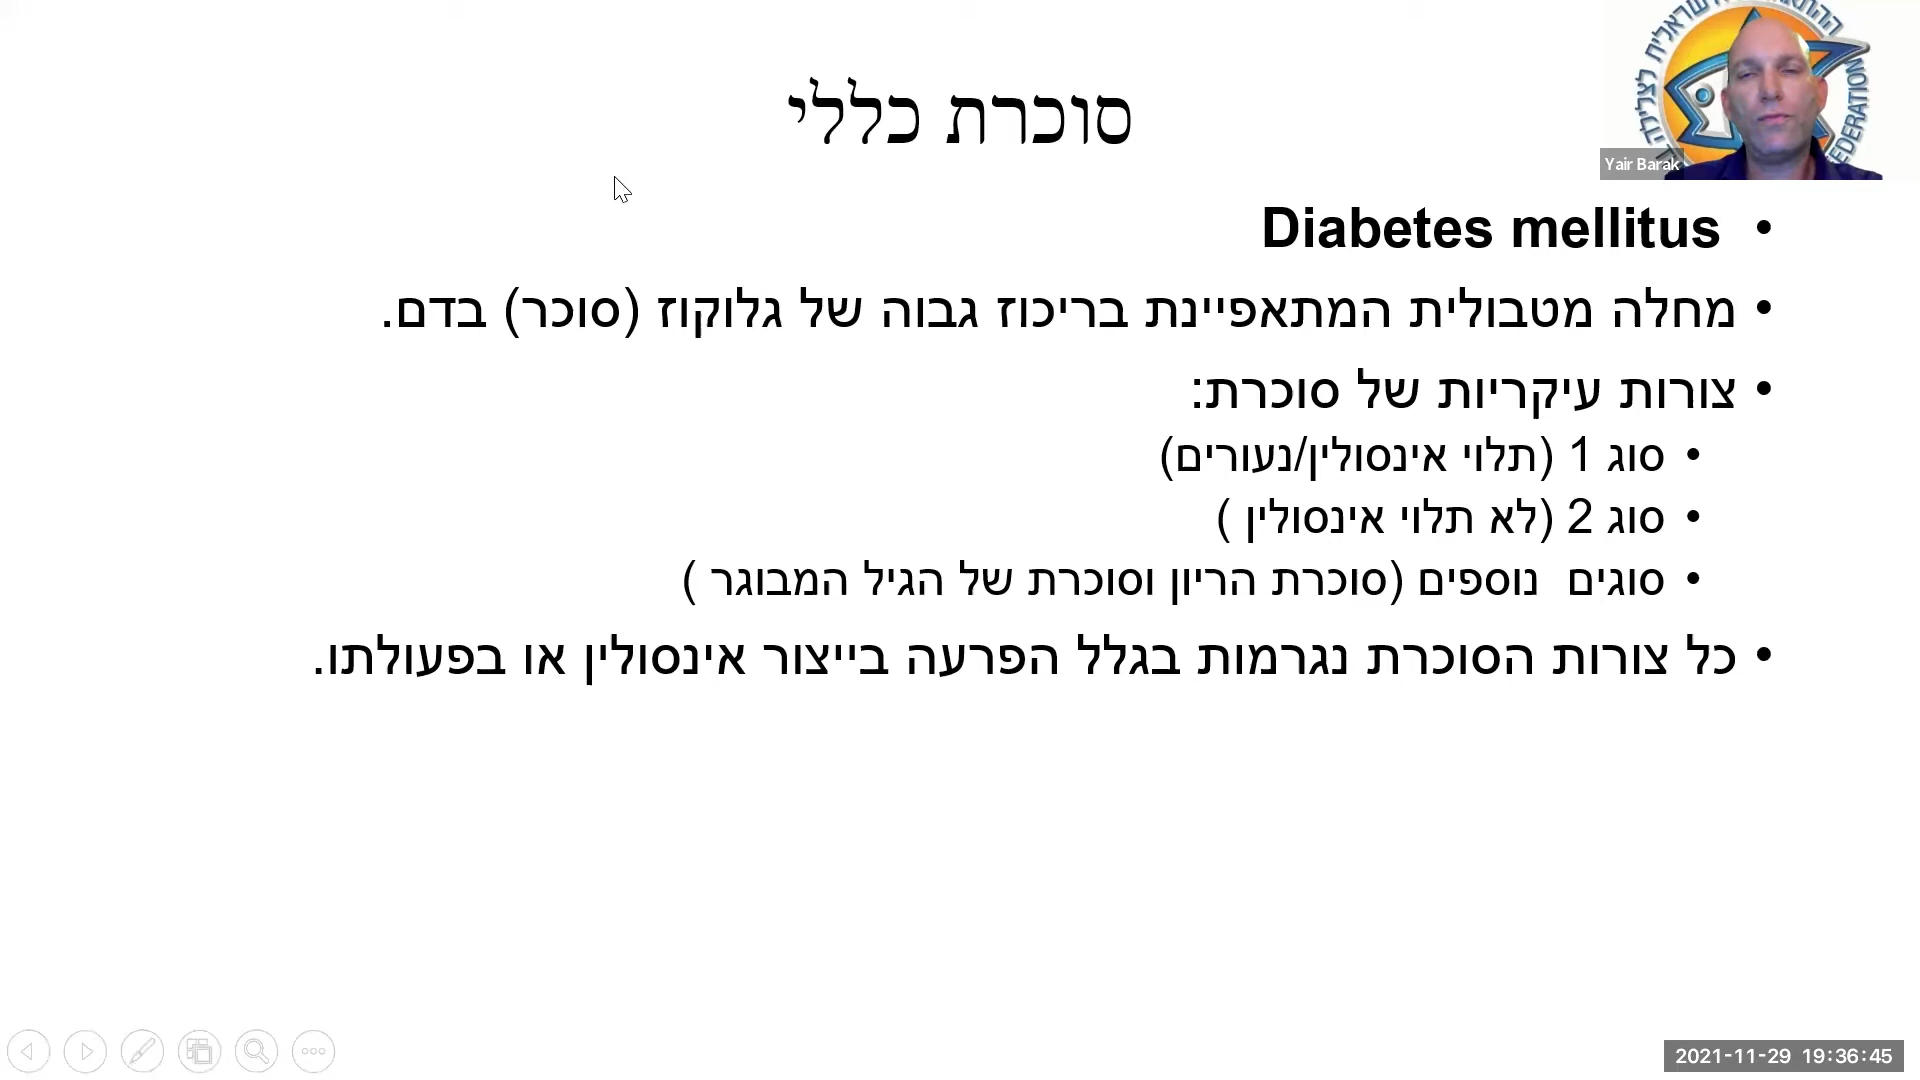 סוכרת כללי
Yair Barak
FEDERATION
• Diabetes mellitus
• מחלה מטבולית המתאפיינת בריכוז גבוה של גלוקוז (סוכר) בדם.
• צורות עיקריות של סוכרת:
• סוג 1 (תלוי אינסולין/נעורים)
• סוג 2 (לא תלוי אינסולין )
• סוגים נוספים (סוכרת הריון וסוכרת של הגיל המבוגר )
• כל צורות הסוכרת נגרמות בגלל הפרעה בייצור אינסולין או בפעולתו.
2021-11-29 19:36:45